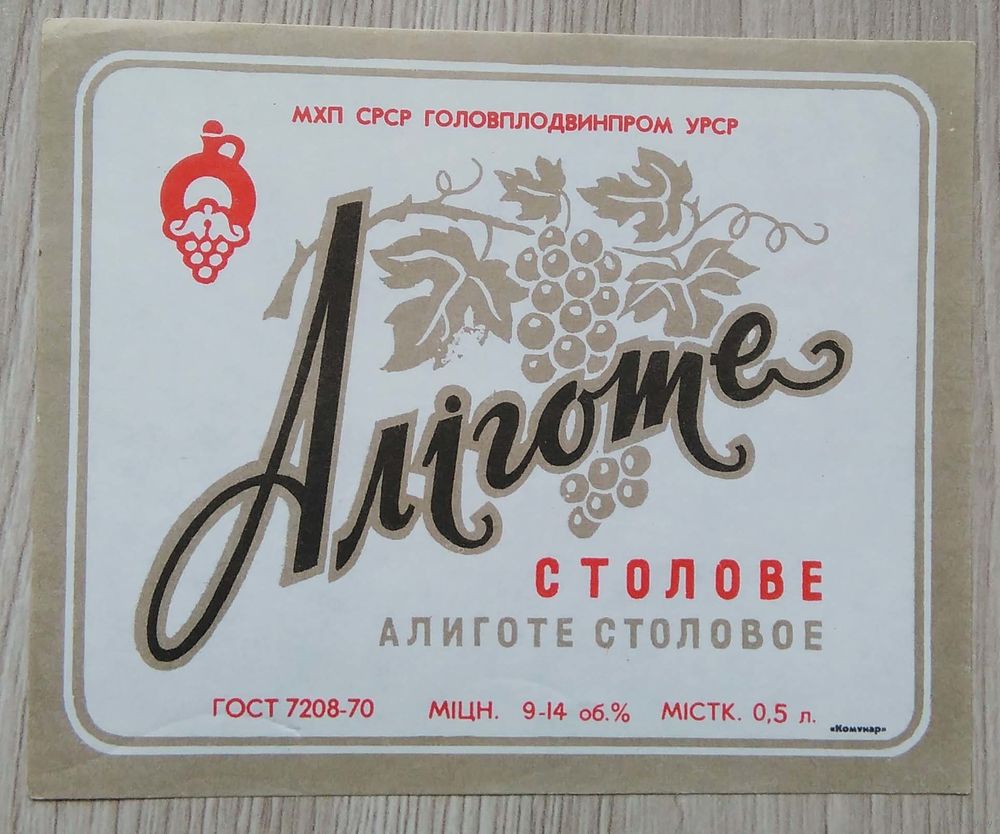 МХП СРСР ГОЛОВПЛОДВИНПРОМ УРСР
Аліготе
СТОЛОВЕ
АЛИГОТЕ СТОЛОВОЕ
ГОСТ 7208-70 МІЦН. 9-14 об.% МІСТК. 0,5 л.
«Комунар»